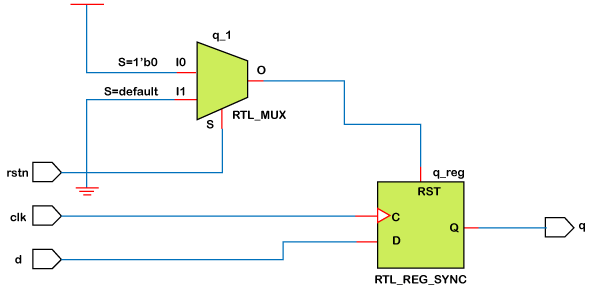 q_1
S=1'b0 I0
O
S=default I1
RTL_MUX
S
rstn
q_reg
RST
clk
C
Q
q
D
d
RTL_REG_SYNC